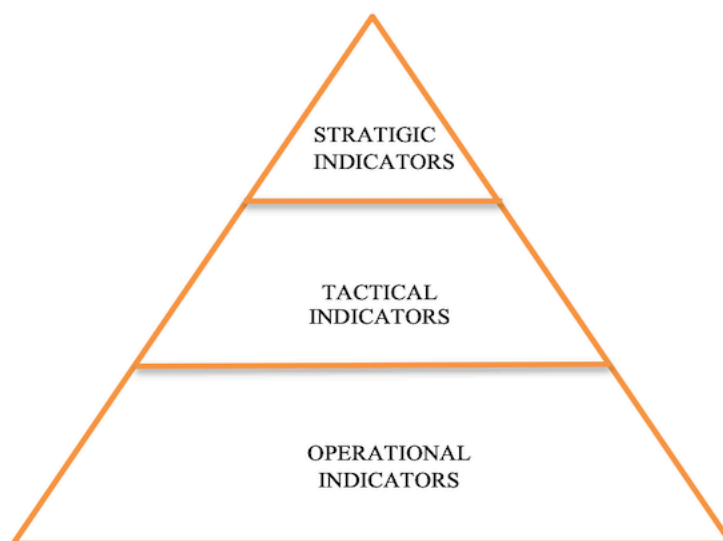 STRATIGIC
INDICATORS
TACTICAL
INDICATORS
OPERATIONAL
INDICATORS